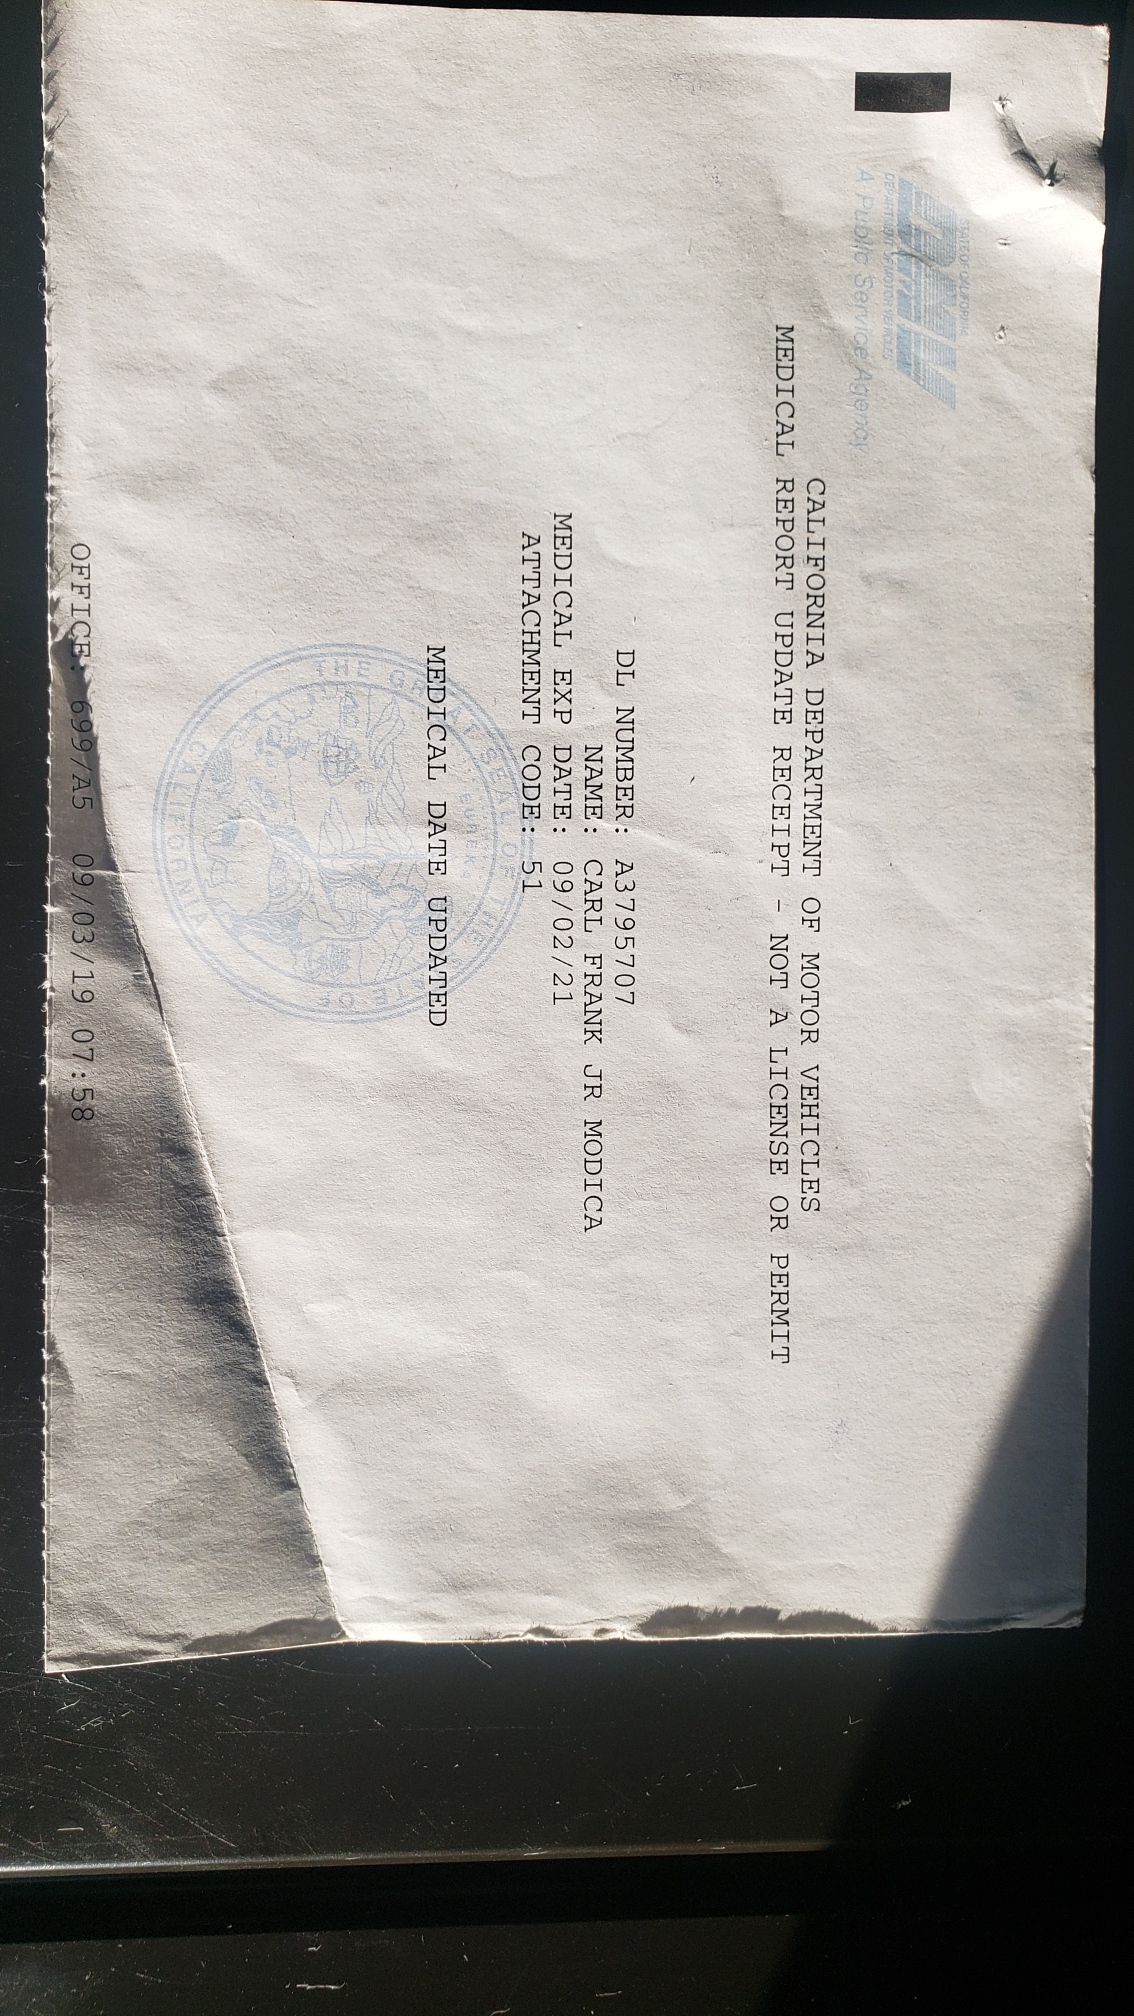 STATE OF CALIFORNIA
DMV
DEPARTMENT OF MOTOR VEHICLES
A Public Service Agency
CALIFORNIA DEPARTMENT OF MOTOR VEHICLES
MEDICAL REPORT UPDATE RECEIPT - NOT A LICENSE OR PERMIT
DL NUMBER: A3795707
NAME: CARL FRANK JR MODICA
MEDICAL EXP DATE: 09/02/21
ATTACHMENT CODE: 51
MEDICAL DATE UPDATED
THE GREAT SEAL OF THE STATE OF CALIFORNIA
EUREK
OFFICE: 699/A5 09/03/19 07:58